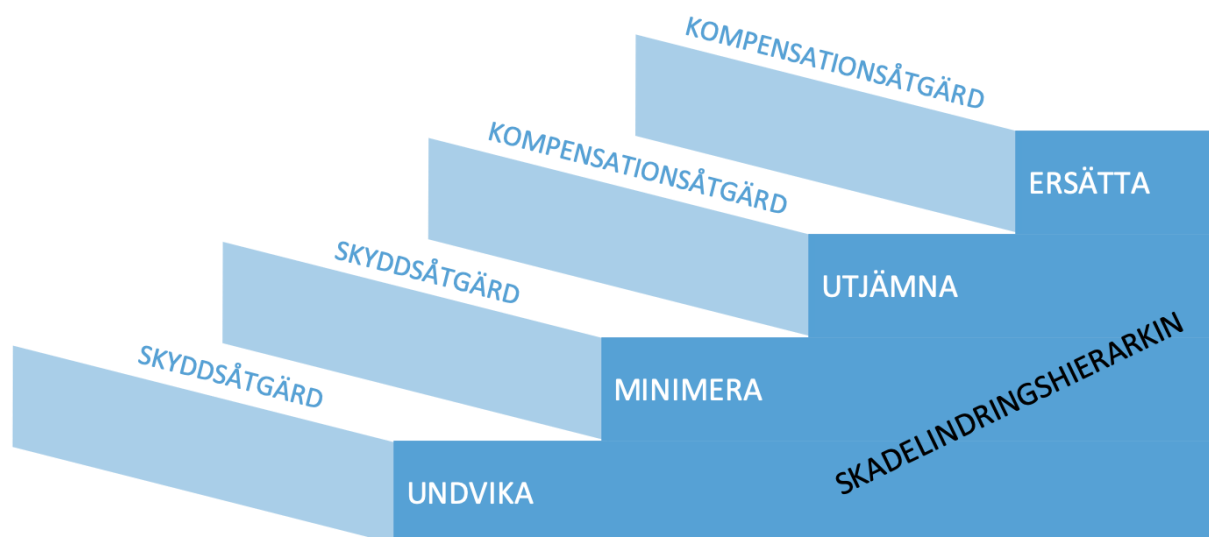 KOMPENSATIONSÅTGÄRD
ERSÄTTA
KOMPENSATIONSÅTGÄRD
UTJÄMNA
SKYDDSÅTGÄRD
MINIMERA
SKYDDSÅTGÄRD
UNDVIKA
SKADELINDRINGSHIERARKIN